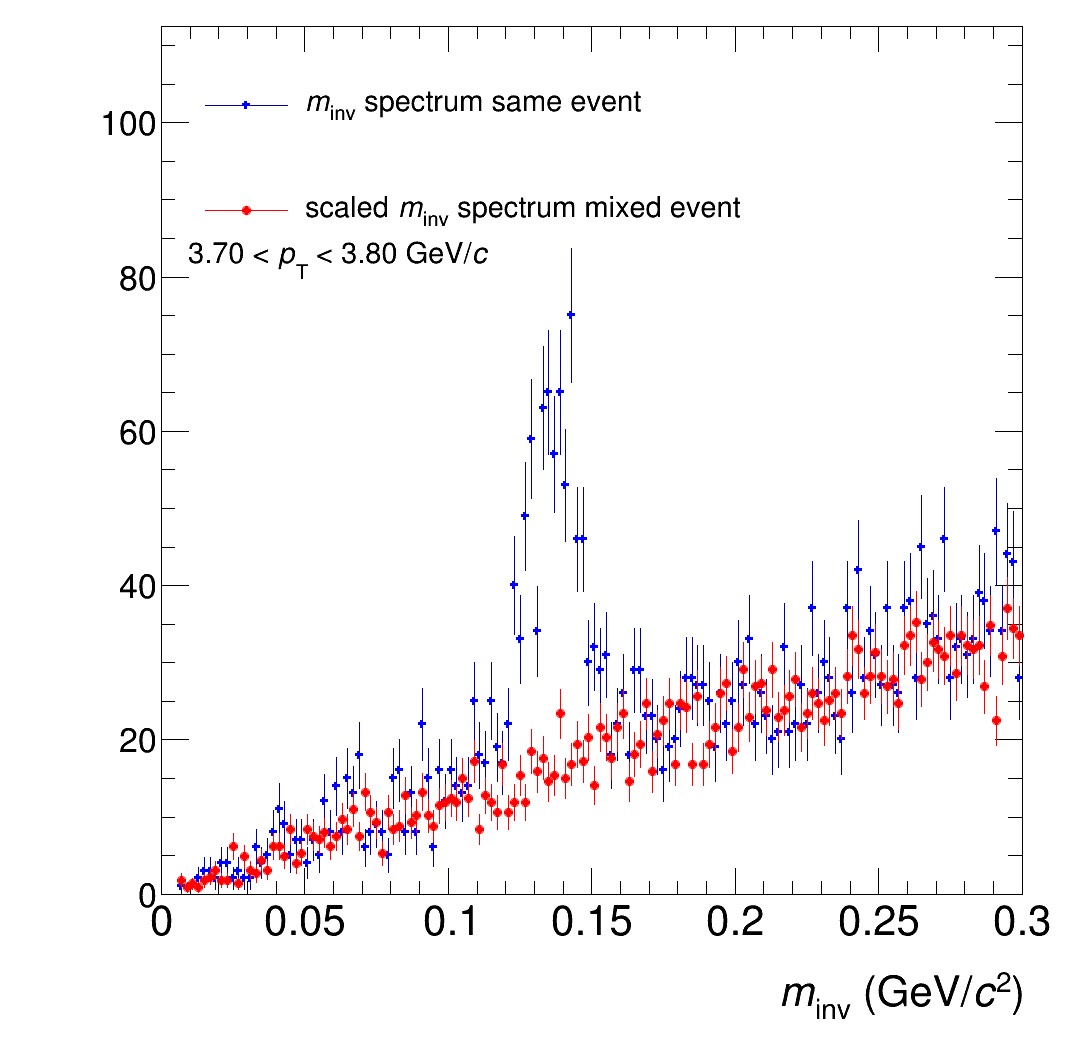 m_inv spectrum same event
100
scaled m_inv spectrum mixed event
3.70 < p_T < 3.80 GeV/c
80
60
40
20
0
0 0.05 0.1 0.15 0.2 0.25 0.3
m_inv (GeV/c²)